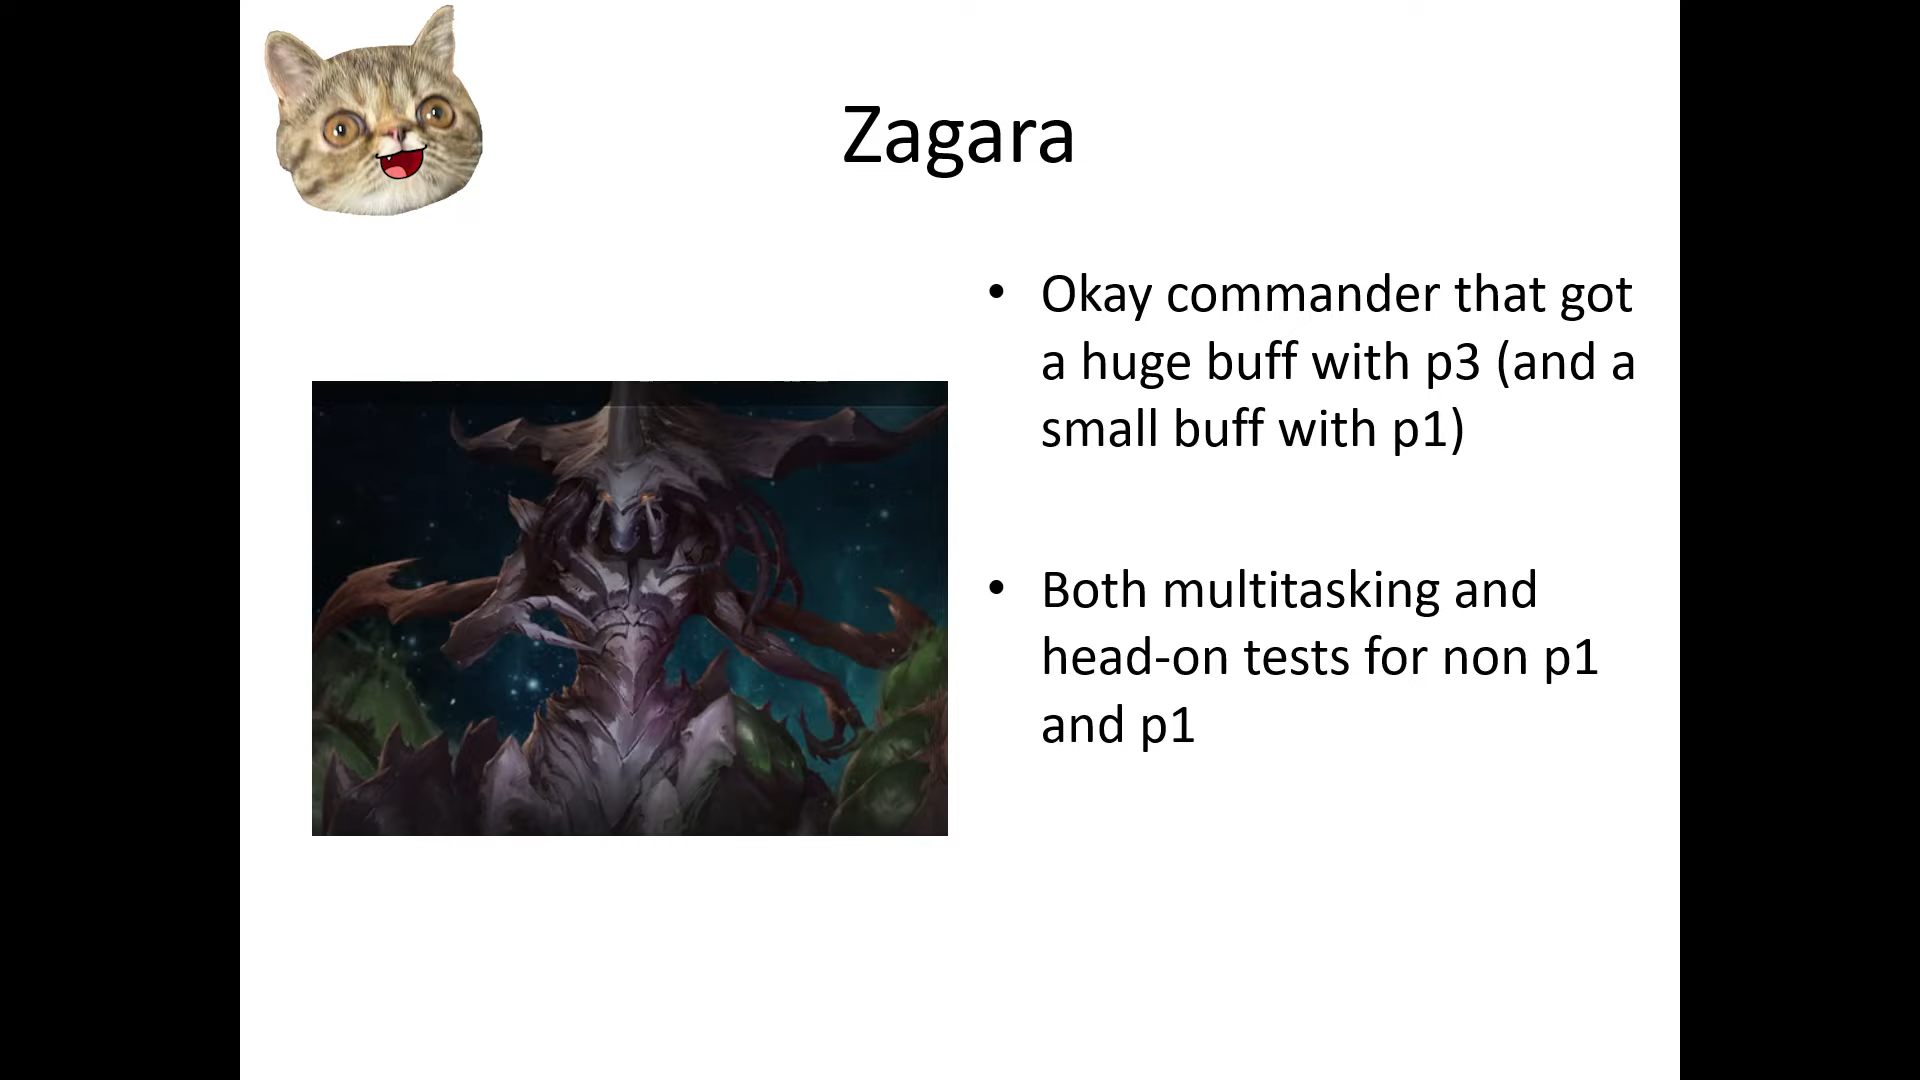 Zagara
• Okay commander that got
a huge buff with p3 (and a
small buff with p1)
• Both multitasking and
head-on tests for non p1
and p1